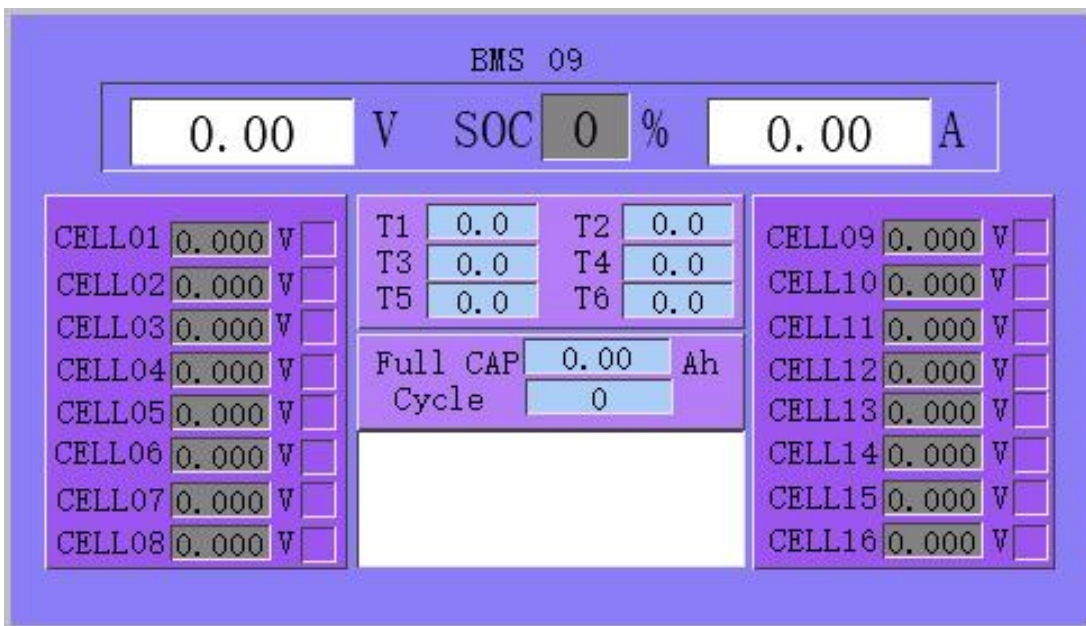 BMS 09
0.00 V SOC 0 % 0.00 A
CELL01 0.000 V
CELL02 0.000 V
CELL03 0.000 V
CELL04 0.000 V
CELL05 0.000 V
CELL06 0.000 V
CELL07 0.000 V
CELL08 0.000 V
T1 0.0 T2 0.0
T3 0.0 T4 0.0
T5 0.0 T6 0.0
Full CAP 0.00 Ah
Cycle 0
CELL09 0.000 V
CELL10 0.000 V
CELL11 0.000 V
CELL12 0.000 V
CELL13 0.000 V
CELL14 0.000 V
CELL15 0.000 V
CELL16 0.000 V